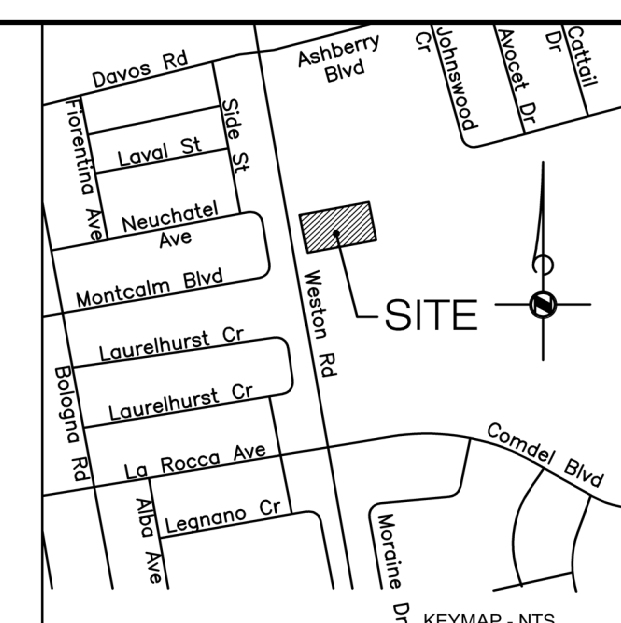 Davos Rd
Ashberry
Blvd
Johnswood
Cr
Avocet Dr
Cattail
Dr
Fiorentina Ave
Side St
Laval St
Neuchatel
Ave
Montcalm Blvd
Weston Rd
SITE
N
Laurelhurst Cr
Laurelhurst Cr
Bologna Rd
La Rocca Ave
Comdel Blvd
Alba Ave
Legnano Cr
Moraine Dr
KEYMAP - NTS